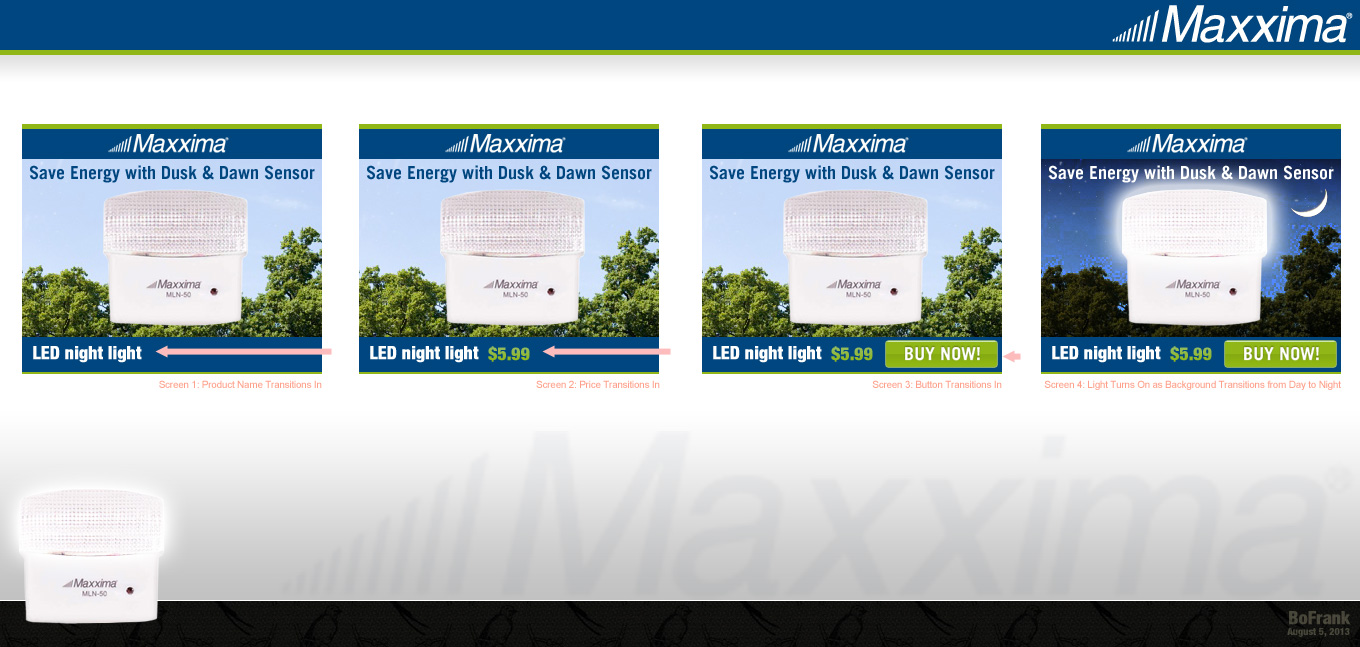 Maxxima®
Maxxima®
Save Energy with Dusk & Dawn Sensor
Maxxima
MLN-50
LED night light
Screen 1: Product Name Transitions In
Maxxima®
Save Energy with Dusk & Dawn Sensor
Maxxima
MLN-50
LED night light $5.99
Screen 2: Price Transitions In
Maxxima®
Save Energy with Dusk & Dawn Sensor
Maxxima
MLN-50
LED night light $5.99 BUY NOW!
Screen 3: Button Transitions In
Maxxima®
Save Energy with Dusk & Dawn Sensor
Maxxima
MLN-50
LED night light $5.99 BUY NOW!
Screen 4: Light Turns On as Background Transitions from Day to Night
Maxxima®
Maxxima
MLN-50
BoFrank
August 5, 2013